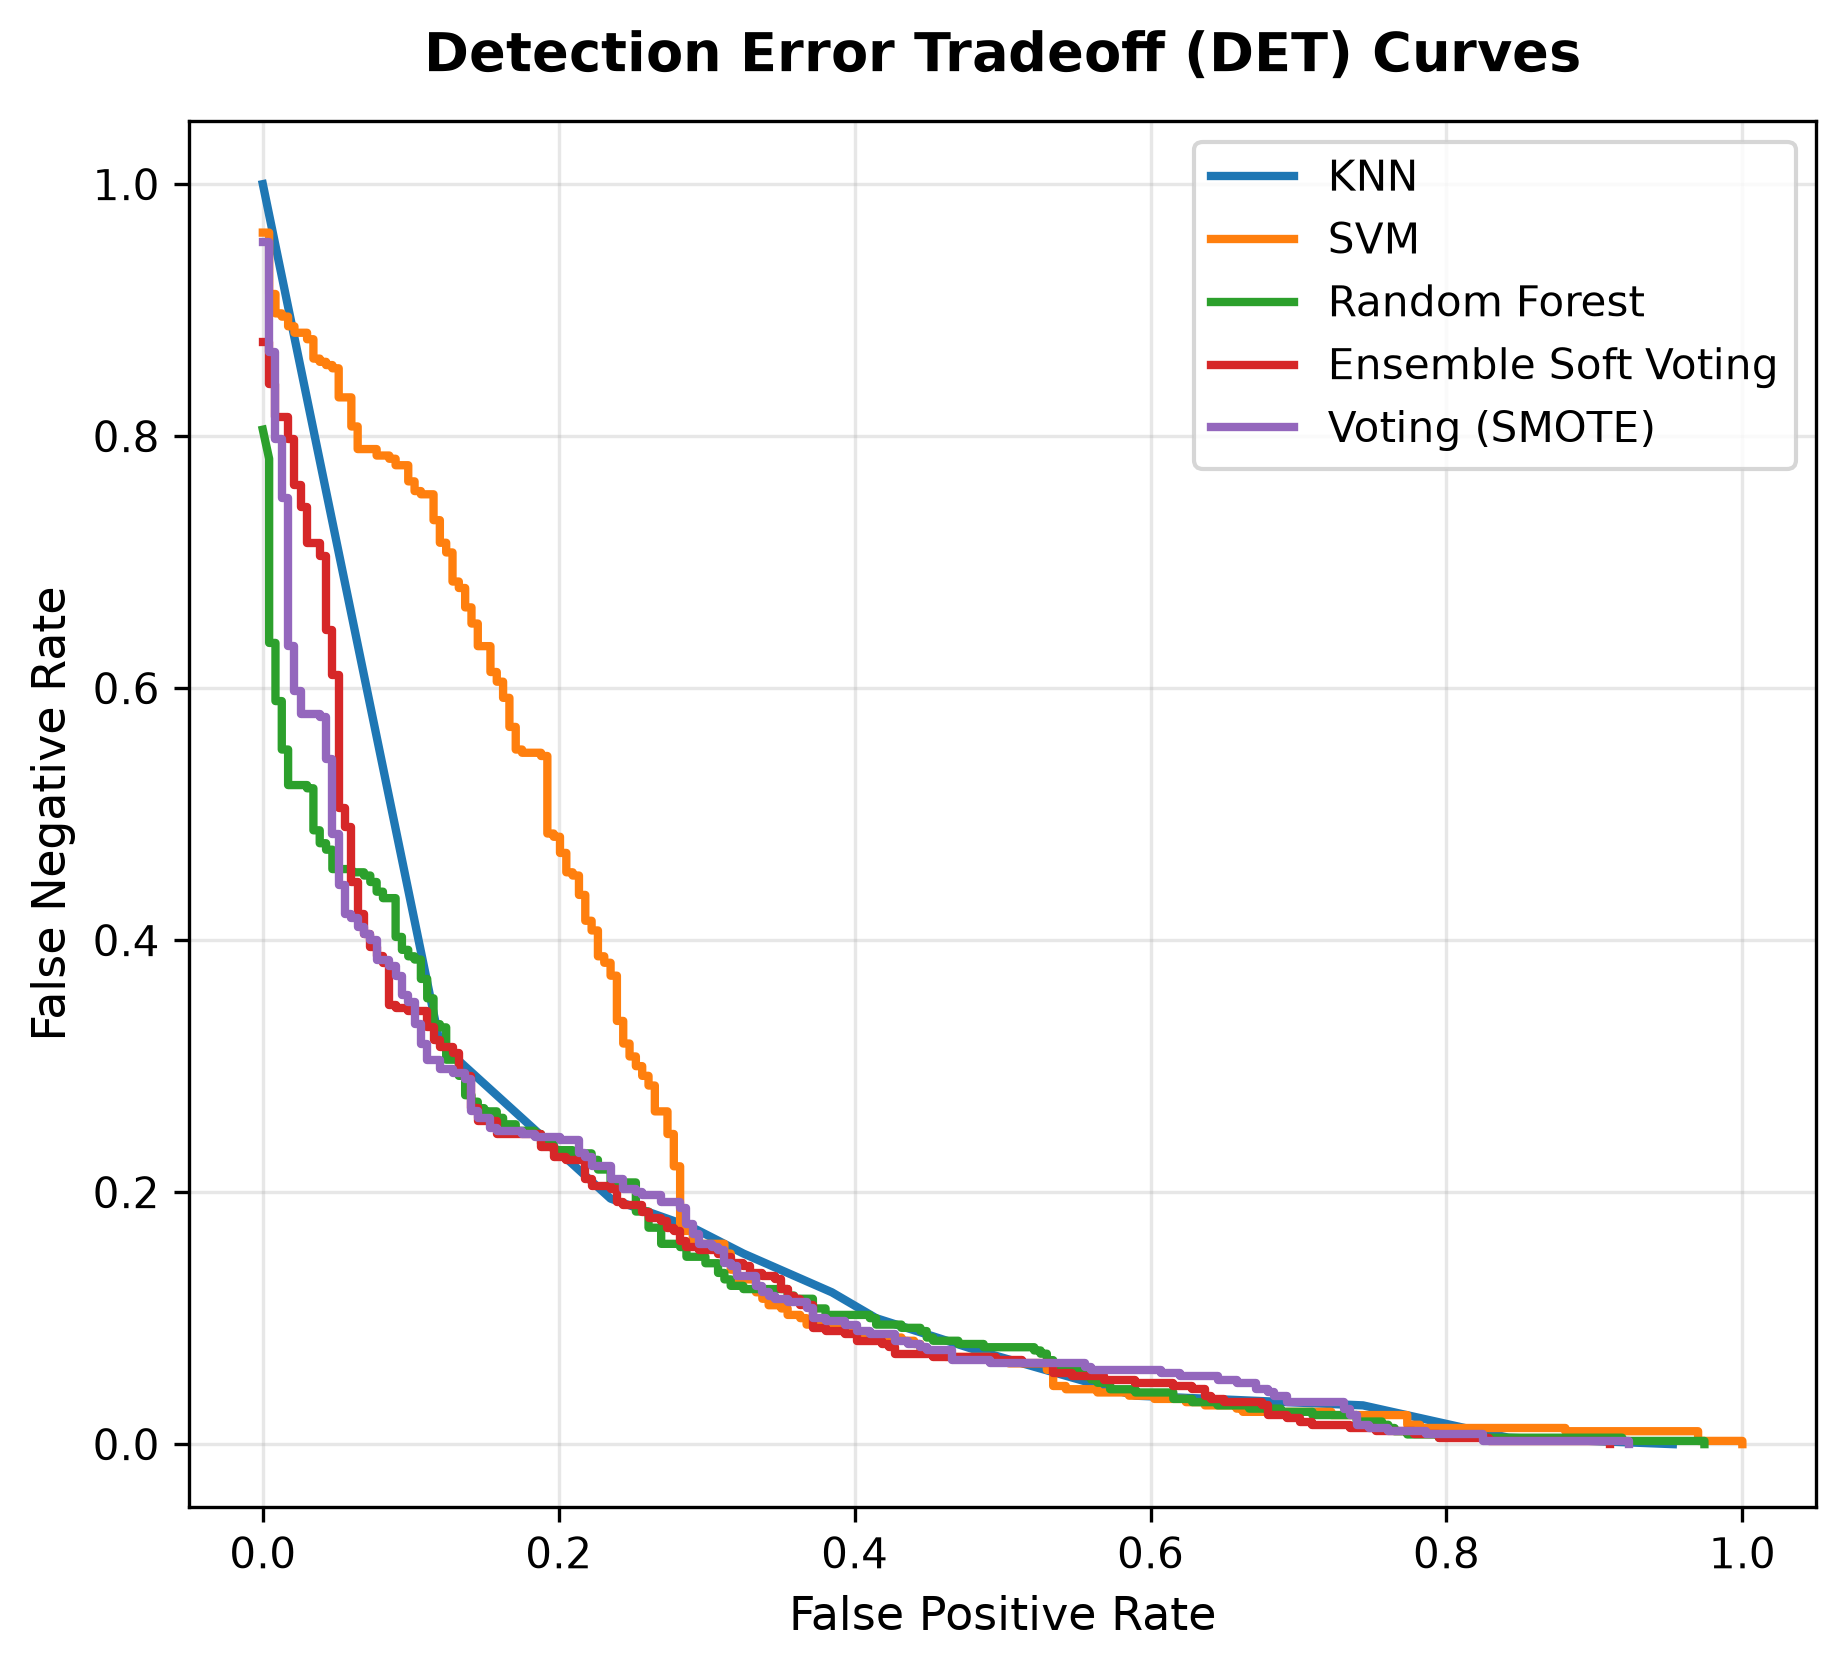 Detection Error Tradeoff (DET) Curves
KNN
SVM
Random Forest
Ensemble Soft Voting
Voting (SMOTE)
False Negative Rate
1.0
0.8
0.6
0.4
0.2
0.0
0.0 0.2 0.4 0.6 0.8 1.0
False Positive Rate